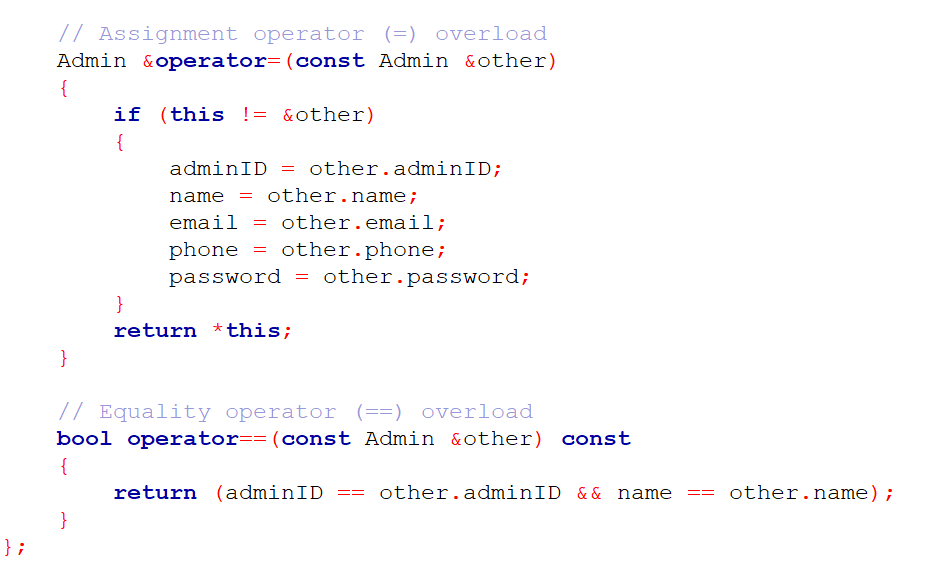 // Assignment operator (=) overload
Admin &operator=(const Admin &other)
{
if (this != &other)
{
adminID = other.adminID;
name = other.name;
email = other.email;
phone = other.phone;
password = other.password;
}
return *this;
}
// Equality operator (==) overload
bool operator==(const Admin &other) const
{
return (adminID == other.adminID && name == other.name);
}
};